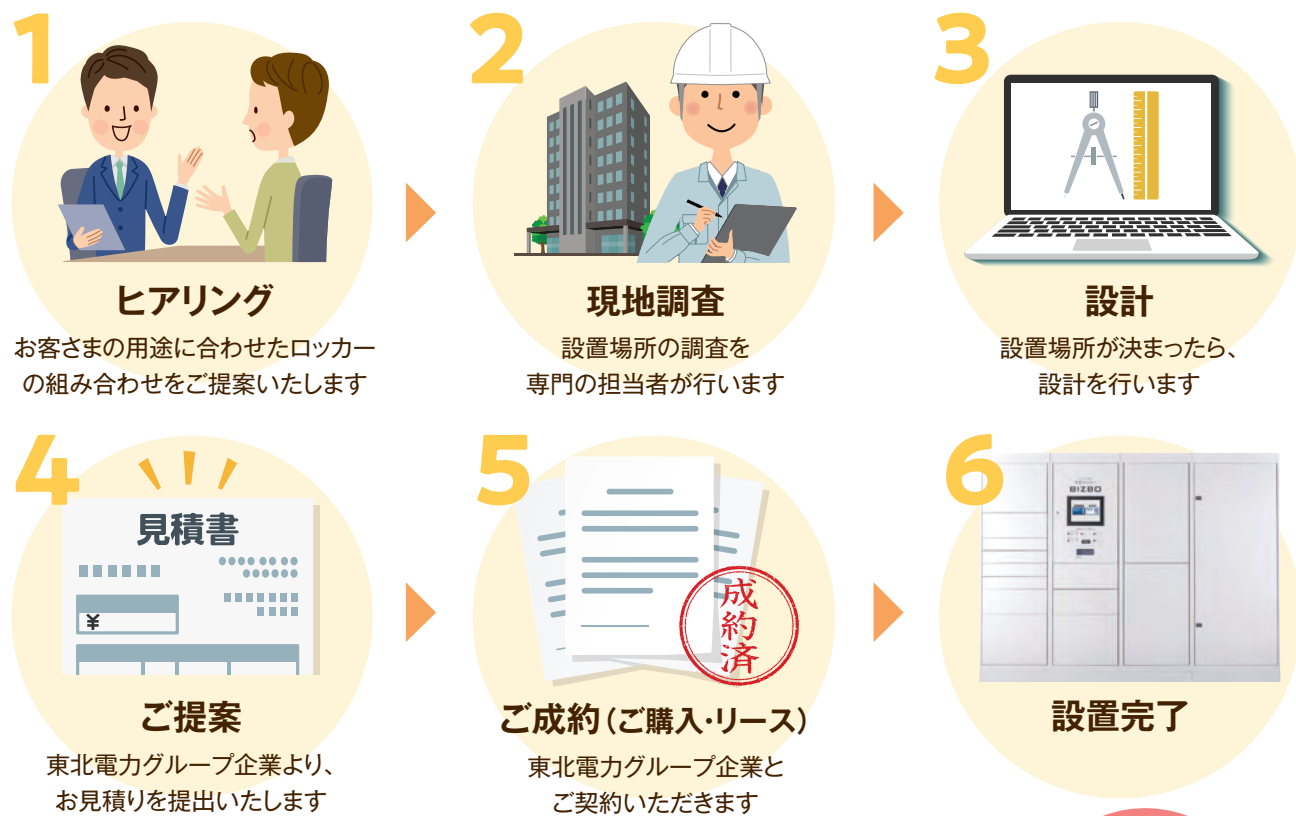 1
ヒアリング
お客さまの用途に合わせたロッカー
の組み合わせをご提案いたします
2
現地調査
設置場所の調査を
専門の担当者が行います
3
設計
設置場所が決まったら、
設計を行います
4
見積書
¥
ご提案
東北電力グループ企業より、
お見積りを提出いたします
5
成約済
ご成約（ご購入・リース）
東北電力グループ企業と
ご契約いただきます
6
BIZBO
設置完了